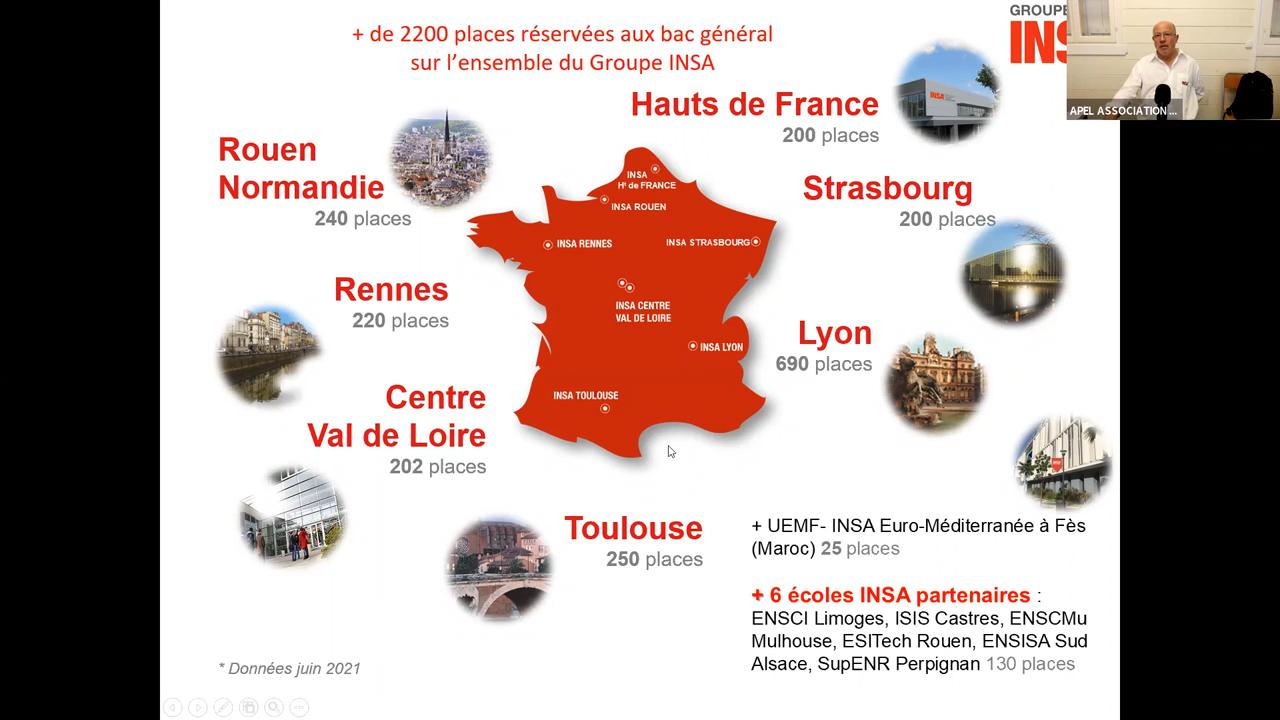 + de 2200 places réservées aux bac général
sur l’ensemble du Groupe INSA
GROUPE
INS
APEL ASSOCIATION...
Hauts de France
200 places
Rouen
Normandie
240 places
Strasbourg
200 places
INSA
Hts de FRANCE
INSA ROUEN
INSA RENNES
INSA STRASBOURG
INSA CENTRE
VAL DE LOIRE
INSA LYON
INSA TOULOUSE
Rennes
220 places
Lyon
690 places
Centre
Val de Loire
202 places
Toulouse
250 places
+ UEMF- INSA Euro-Méditerranée à Fès
(Maroc) 25 places
+ 6 écoles INSA partenaires :
ENSCI Limoges, ISIS Castres, ENSCMu
Mulhouse, ESITech Rouen, ENSISA Sud
Alsace, SupENR Perpignan 130 places
* Données juin 2021
INSA